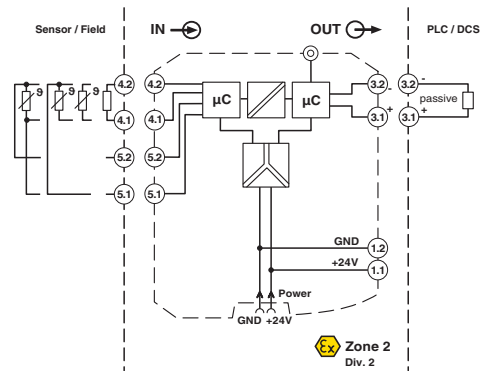 Sensor / Field
IN
OUT
PLC / DCS
ϑ ϑ ϑ
4.2 4.2 µC µC 3.2 - 3.2 -
passive
4.1 4.1 3.1 + 3.1 +
5.2 5.2
5.1 5.1
GND 1.2
+24V 1.1
Power
GND +24V
Ex Zone 2
Div. 2